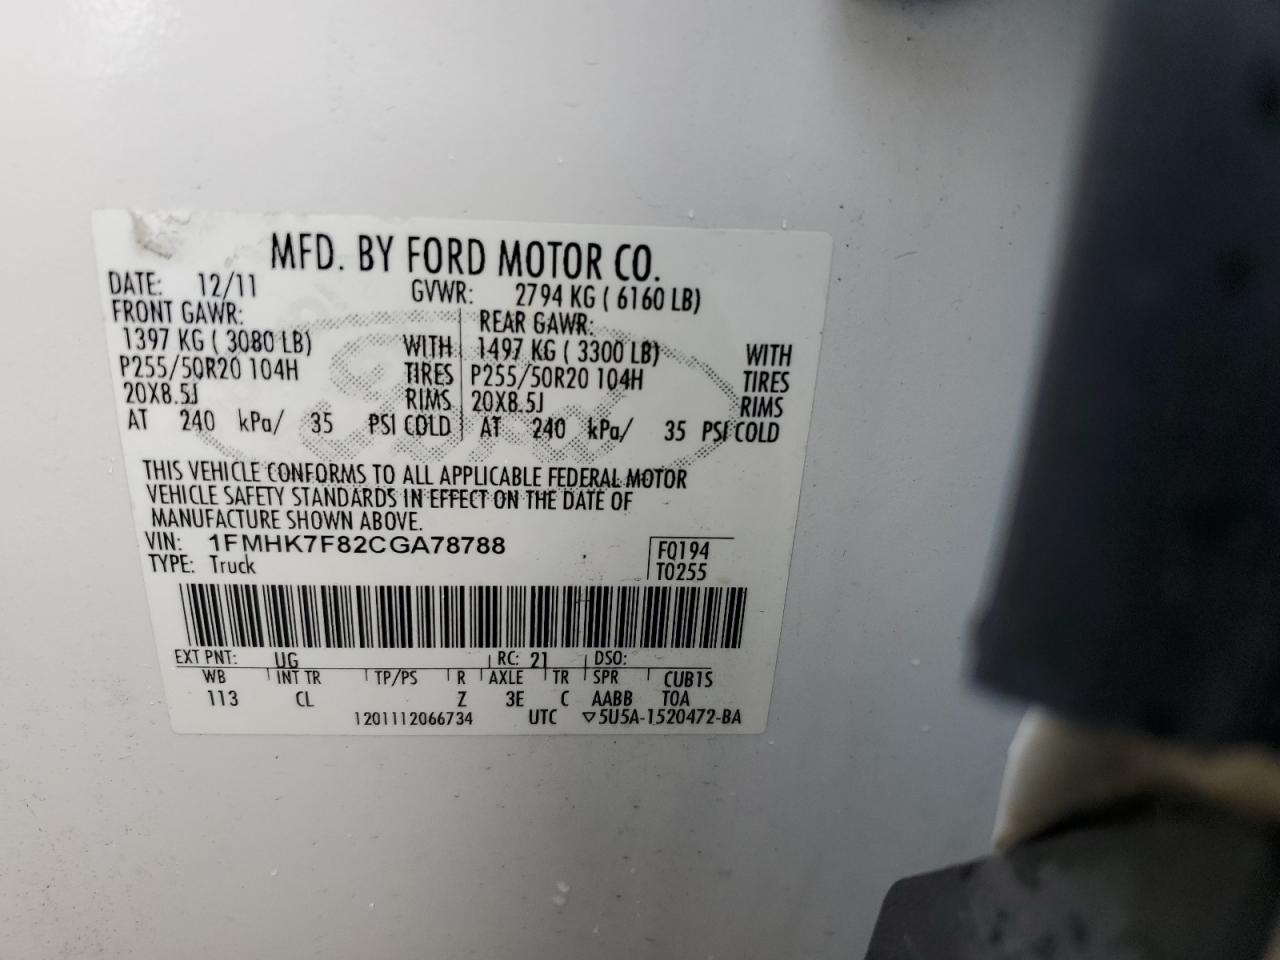 MFD. BY FORD MOTOR CO.
DATE: 12/11 GVWR: 2794 KG ( 6160 LB)
FRONT GAWR: REAR GAWR:
1397 KG ( 3080 LB) WITH 1497 KG ( 3300 LB) WITH
P255/50R20 104H TIRES P255/50R20 104H TIRES
20X8.5J RIMS 20X8.5J RIMS
AT 240 kPa/ 35 PSI COLD AT 240 kPa/ 35 PSI COLD
THIS VEHICLE CONFORMS TO ALL APPLICABLE FEDERAL MOTOR
VEHICLE SAFETY STANDARDS IN EFFECT ON THE DATE OF
MANUFACTURE SHOWN ABOVE.
VIN: 1FMHK7F82CGA78788 F0194
TYPE: Truck T0255
EXT PNT: UG RC: 21 DSO:
WB INT TR TP/PS R AXLE TR SPR CUB1S
113 CL Z 3E C AABB TOA
1201112066734 UTC ▽5U5A-1520472-BA